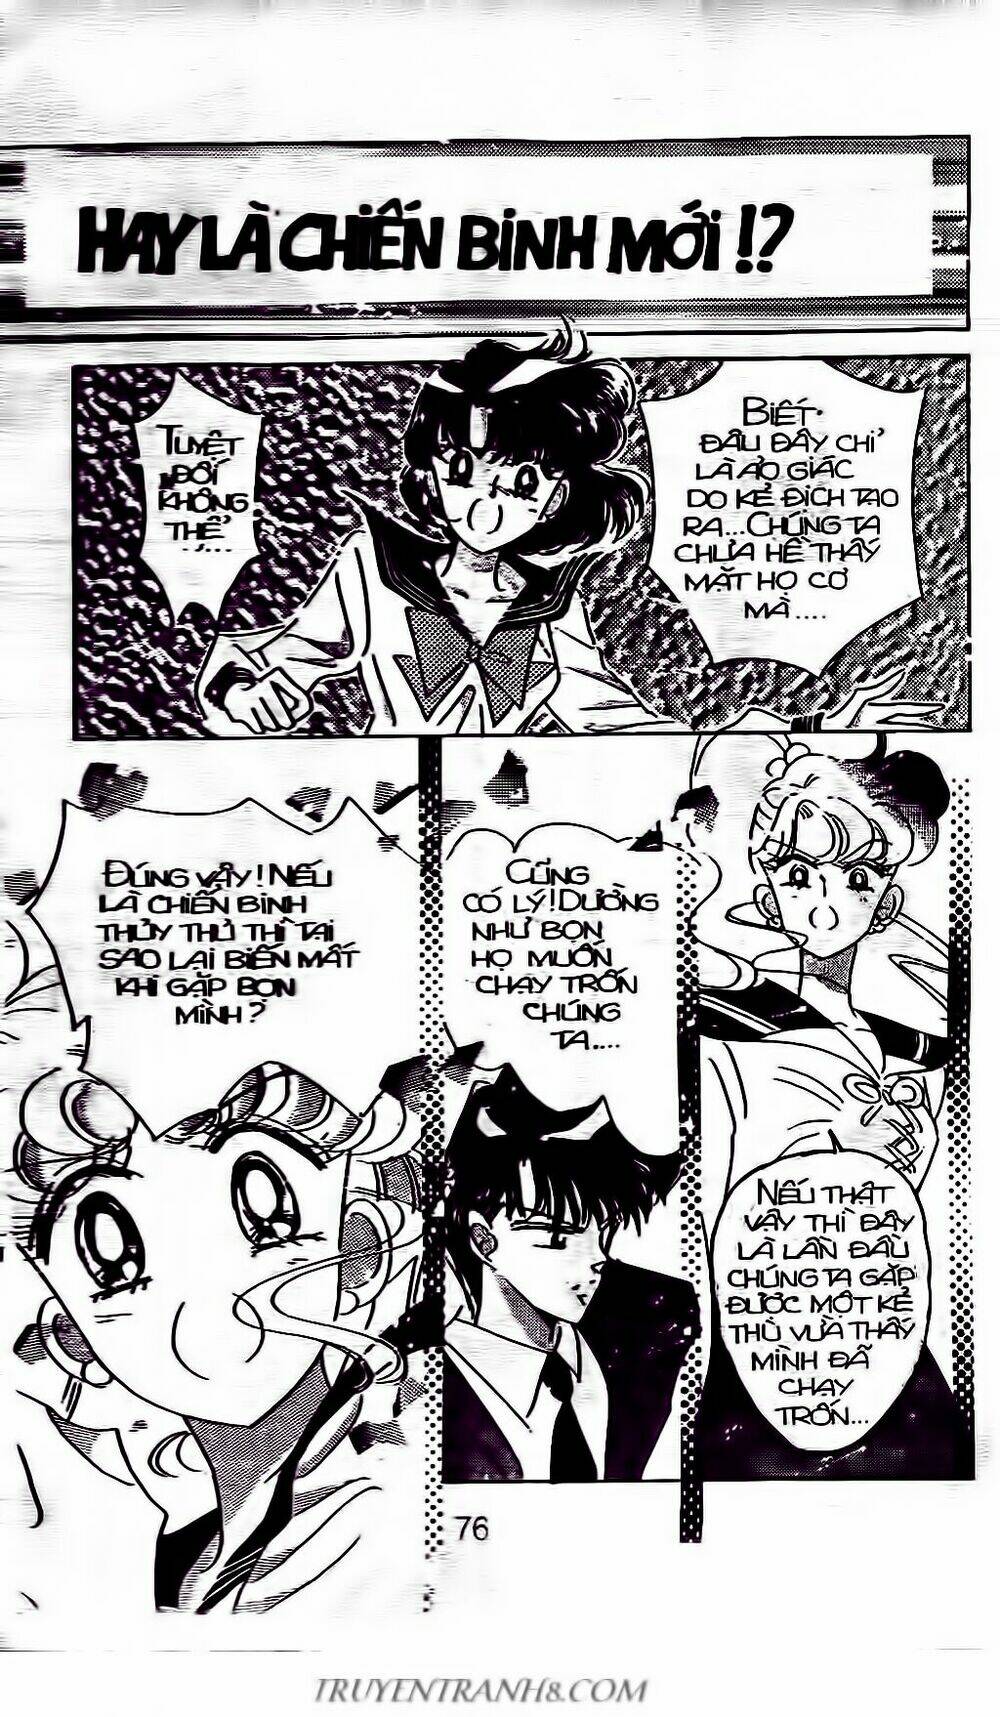 HAY LÀ CHIẾN BINH MỚI !?
TUYỆT
ĐỐI
KHÔNG
THỂ
.....
BIẾT
ĐÂU ĐÂY CHỈ
LÀ ẢO GIÁC
DO KẺ ĐỊCH TẠO
RA...CHÚNG TA
CHƯA HỀ THẤY
MẶT HỌ CƠ
MÀ ....
ĐÚNG VẬY! NẾU
LÀ CHIẾN BINH
THỦY THỦ THÌ TẠI
SAO LẠI BIẾN MẤT
KHI GẶP BỌN
MÌNH?
CŨNG
CÓ LÝ! DƯỜNG
NHƯ BỌN
HỌ MUỐN
CHẠY TRỐN
CHÚNG
TA....
NẾU THẬT
VẬY THÌ ĐÂY
LÀ LẦN ĐẦU
CHÚNG TA GẶP
ĐƯỢC MỘT KẺ
THÙ VỪA THẤY
MÌNH ĐÃ
CHẠY
TRỐN...
76
TRUYENTRANH8.COM